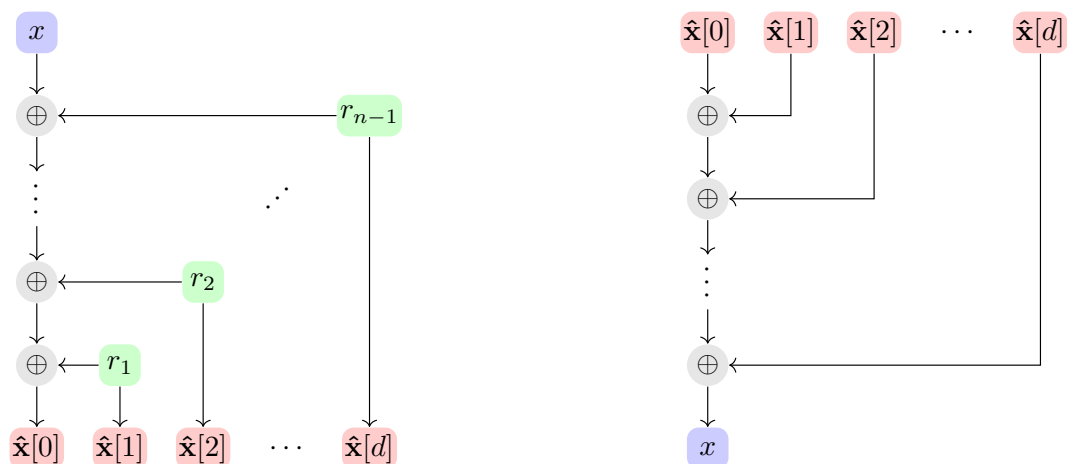 x x̂[0] x̂[1] x̂[2] ⋯ x̂[d]
⊕ r_{n−1} ⊕
⋮ ⋰ ⊕
⊕ r_2 ⋮
⊕ r_1 ⊕
x̂[0] x̂[1] x̂[2] ⋯ x̂[d] x